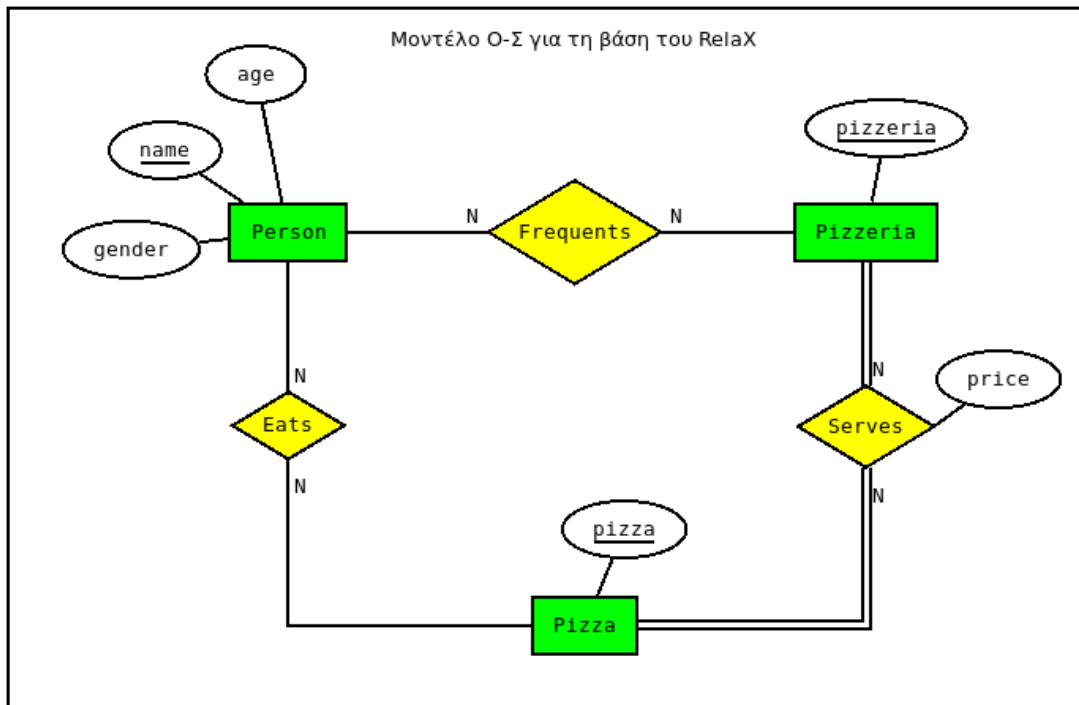 Μοντέλο Ο-Σ για τη βάση του RelaX
age
pizzeria
name
gender
Person
N
Frequents
N
Pizzeria
N
N
price
Eats
Serves
N
N
pizza
Pizza